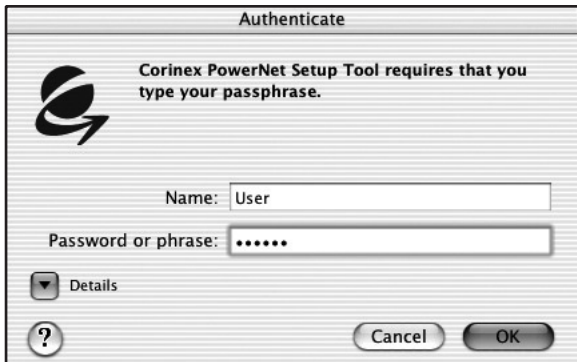 Authenticate
Corinex PowerNet Setup Tool requires that you
type your passphrase.
Name: User
Password or phrase: ••••••
Details
? Cancel OK